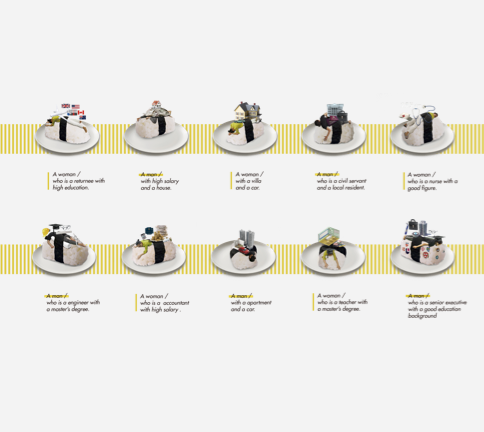 A woman /
who is a returnee with
high education.
A man /
with high salary
and a house.
A woman /
with a villa
and a car.
A man /
who is a civil servant
and a local resident.
A woman /
who is a nurse with a
good figure.
A man /
who is a engineer with
a master's degree.
A woman /
who is a accountant
with high salary .
A man /
with a apartment
and a car.
A woman /
who is a teacher with
a master's degree.
A man /
who is a senior executive
with a good education
background